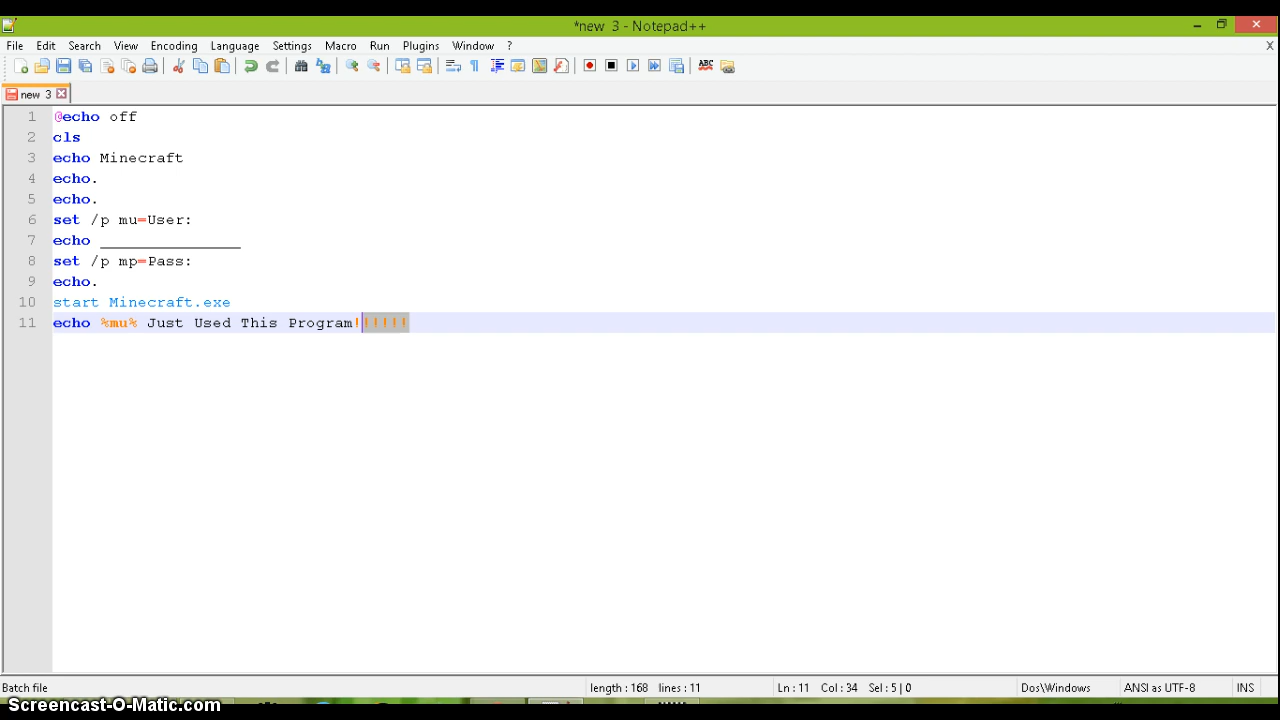 *new 3 - Notepad++
File Edit Search View Encoding Language Settings Macro Run Plugins Window ? X
ABC
new 3
1 @echo off
2 cls
3 echo Minecraft
4 echo.
5 echo.
6 set /p mu=User:
7 echo _______________
8 set /p mp=Pass:
9 echo.
10 start Minecraft.exe
11 echo %mu% Just Used This Program!!!!!!
Batch file length : 168 lines : 11 Ln : 11 Col : 34 Sel : 5 | 0 Dos\Windows ANSI as UTF-8 INS
Screencast-O-Matic.com